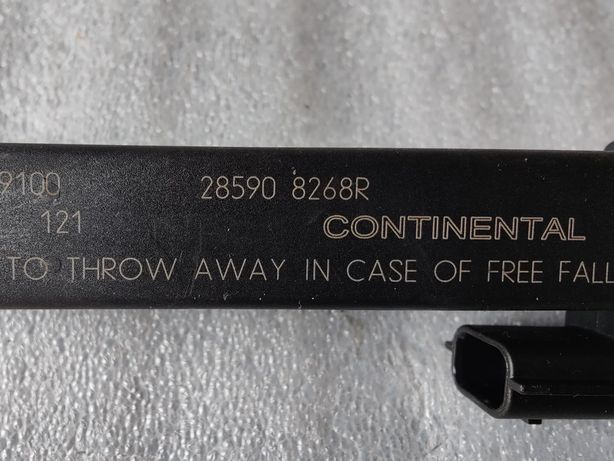 9100 28590 8268R
121 CONTINENTAL
TO THROW AWAY IN CASE OF FREE FALL